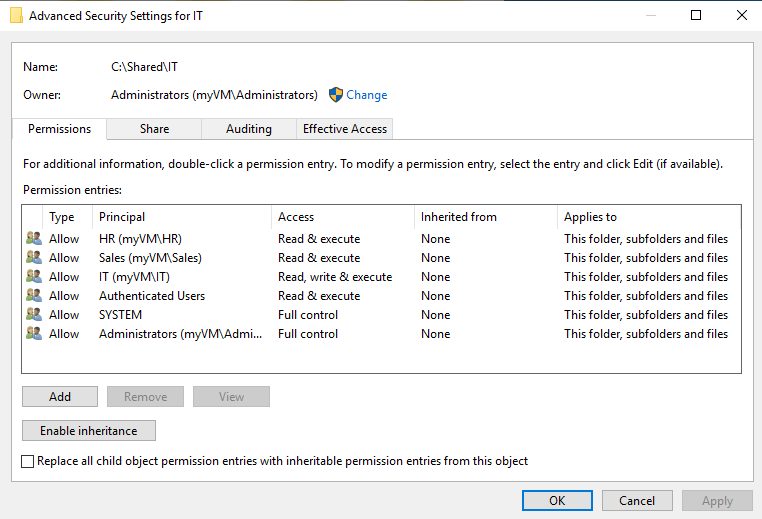 Advanced Security Settings for IT
Name: C:\Shared\IT
Owner: Administrators (myVM\Administrators) Change
Permissions Share Auditing Effective Access
For additional information, double-click a permission entry. To modify a permission entry, select the entry and click Edit (if available).
Permission entries:
Type Principal Access Inherited from Applies to
Allow HR (myVM\HR) Read & execute None This folder, subfolders and files
Allow Sales (myVM\Sales) Read & execute None This folder, subfolders and files
Allow IT (myVM\IT) Read, write & execute None This folder, subfolders and files
Allow Authenticated Users Read & execute None This folder, subfolders and files
Allow SYSTEM Full control None This folder, subfolders and files
Allow Administrators (myVM\Admi... Full control None This folder, subfolders and files
Add Remove View
Enable inheritance
Replace all child object permission entries with inheritable permission entries from this object
OK Cancel Apply